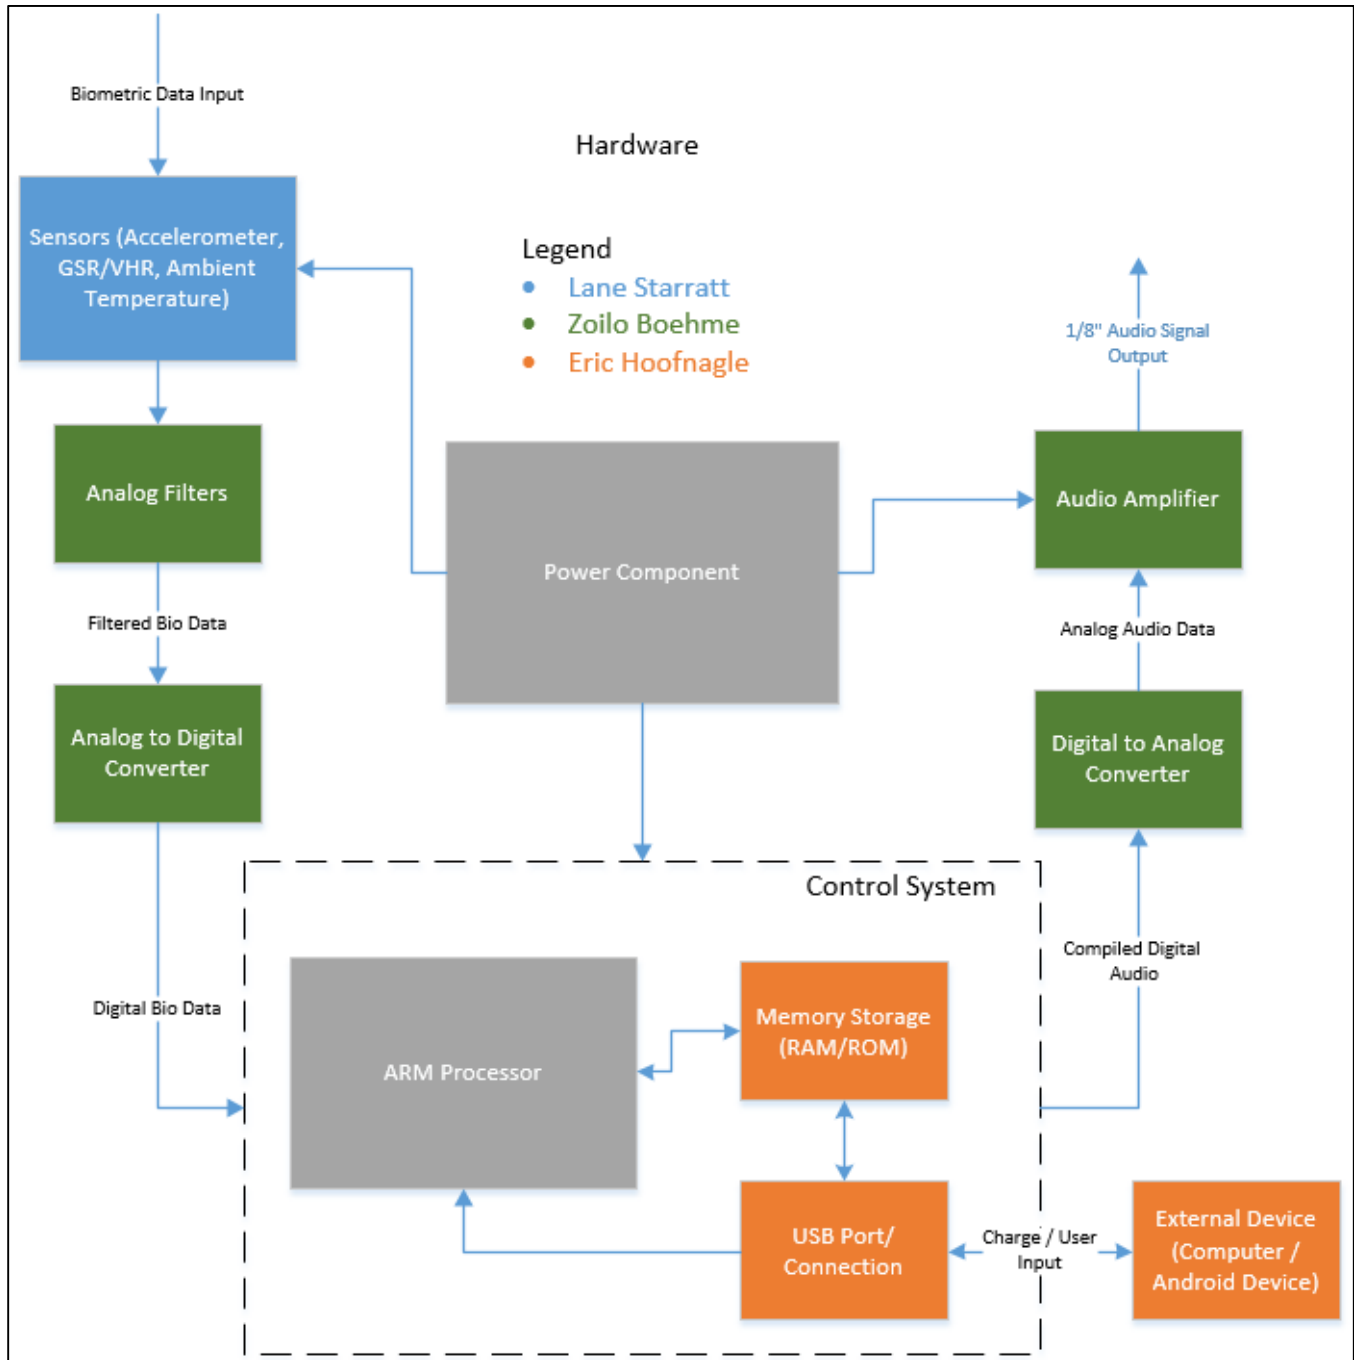 Biometric Data Input
Hardware
Sensors (Accelerometer,
GSR/VHR, Ambient
Temperature)
Legend
• Lane Starratt
• Zoilo Boehme
• Eric Hoofnagle
1/8" Audio Signal
Output
Analog Filters
Power Component
Audio Amplifier
Filtered Bio Data
Analog Audio Data
Analog to Digital
Converter
Digital to Analog
Converter
Control System
Compiled Digital
Audio
Digital Bio Data
ARM Processor
Memory Storage
(RAM/ROM)
USB Port/
Connection
Charge / User
Input
External Device
(Computer /
Android Device)